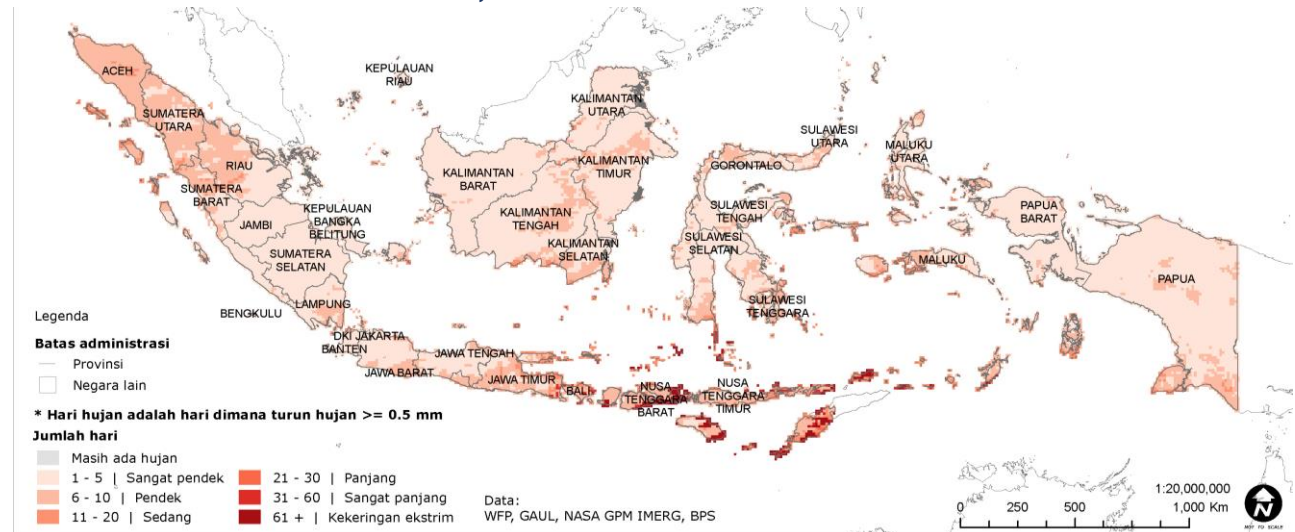 ACEH
SUMATERA
UTARA
RIAU
SUMATERA
BARAT
JAMBI
SUMATERA
SELATAN
BENGKULU
LAMPUNG
KEPULAUAN
RIAU
KEPULAUAN
BANGKA
BELITUNG
DKI JAKARTA
BANTEN
JAWA BARAT
JAWA TENGAH
JAWA TIMUR
BALI
NUSA
TENGGARA
BARAT
NUSA
TENGGARA
TIMUR
KALIMANTAN
UTARA
KALIMANTAN
BARAT
KALIMANTAN
TIMUR
KALIMANTAN
TENGAH
KALIMANTAN
SELATAN
SULAWESI
UTARA
GORONTALO
SULAWESI
TENGAH
SULAWESI
SELATAN
SULAWESI
TENGGARA
MALUKU
UTARA
MALUKU
PAPUA
BARAT
PAPUA
Legenda
Batas administrasi
Provinsi
Negara lain
* Hari hujan adalah hari dimana turun hujan >= 0.5 mm
Jumlah hari
Masih ada hujan
1 - 5 | Sangat pendek
6 - 10 | Pendek
11 - 20 | Sedang
21 - 30 | Panjang
31 - 60 | Sangat panjang
61 + | Kekeringan ekstrim
Data:
WFP, GAUL, NASA GPM IMERG, BPS
1:20,000,000
0 500 1,000 Km
N
NOT TO SCALE